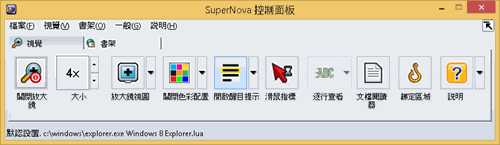 SuperNova 控制面板
檔案(F) 視覺(V) 書架(O) 一般(G) 說明(H)
視覺 書架
4x ABC ?
關閉放大鏡 大小 放大鏡視圖 關閉色彩配置 開啟醒目提示 滑鼠指標 逐行查看 文檔閱讀器 綁定區域 說明
默認設置. c:\windows\explorer.exe Windows 8 Explorer.lua